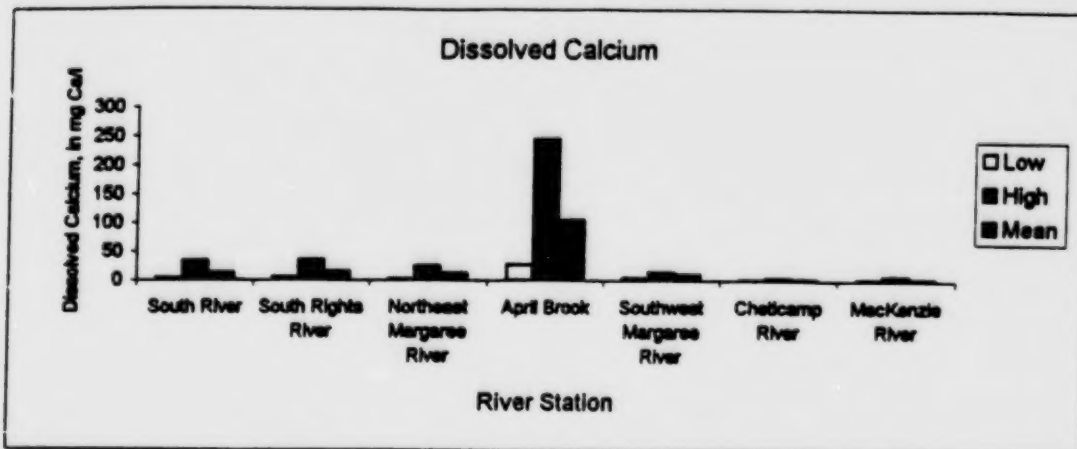 Dissolved Calcium
Dissolved Calcium, in mg Ca/l
300
250
200
150
100
50
0
South River
South Rights
River
Northeast
Margaree
River
April Brook
Southwest
Margaree
River
Cheticamp
River
MacKenzie
River
River Station
Low
High
Mean